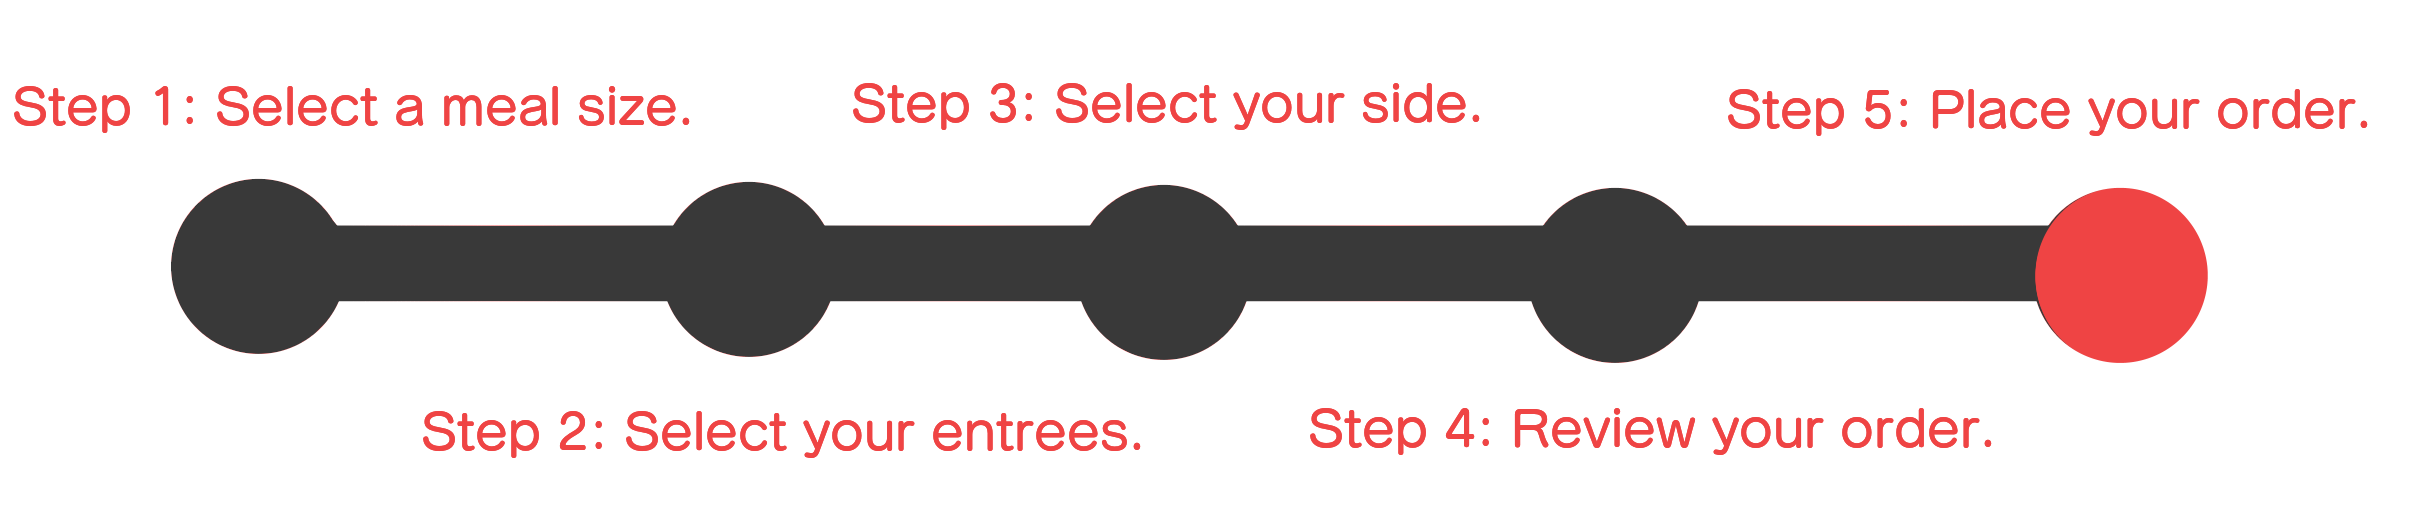 Step 1: Select a meal size.
Step 2: Select your entrees.
Step 3: Select your side.
Step 4: Review your order.
Step 5: Place your order.